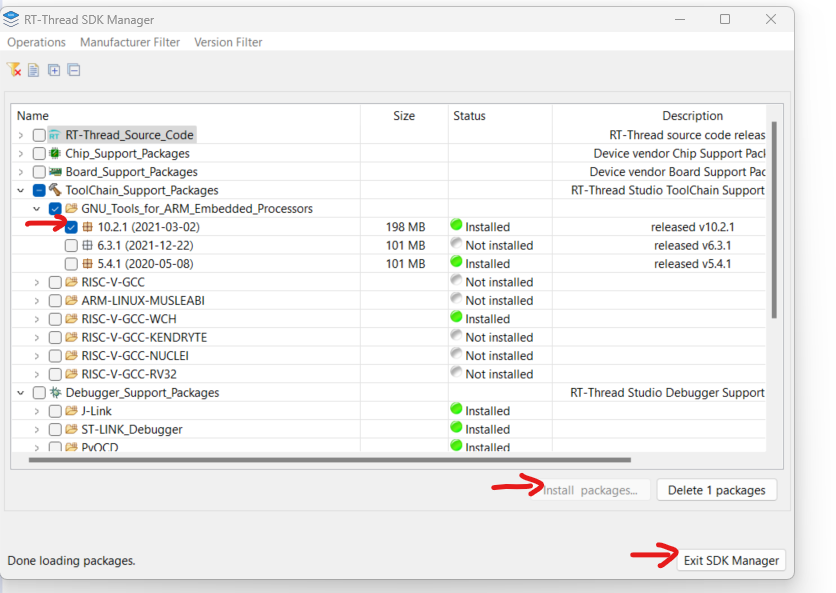 RT-Thread SDK Manager
Operations Manufacturer Filter Version Filter
Name Size Status Description
RT RT-Thread_Source_Code RT-Thread source code releas
Chip_Support_Packages Device vendor Chip Support Pack
Board_Support_Packages Device vendor Board Support Pac
ToolChain_Support_Packages RT-Thread Studio ToolChain Support
GNU_Tools_for_ARM_Embedded_Processors
10.2.1 (2021-03-02) 198 MB Installed released v10.2.1
6.3.1 (2021-12-22) 101 MB Not installed released v6.3.1
5.4.1 (2020-05-08) 101 MB Installed released v5.4.1
RISC-V-GCC Not installed
ARM-LINUX-MUSLEABI Not installed
RISC-V-GCC-WCH Installed
RISC-V-GCC-KENDRYTE Not installed
RISC-V-GCC-NUCLEI Not installed
RISC-V-GCC-RV32 Not installed
Debugger_Support_Packages RT-Thread Studio Debugger Support
J-Link Installed
ST-LINK_Debugger Installed
PyOCD Installed
Install packages... Delete 1 packages
Done loading packages. Exit SDK Manager